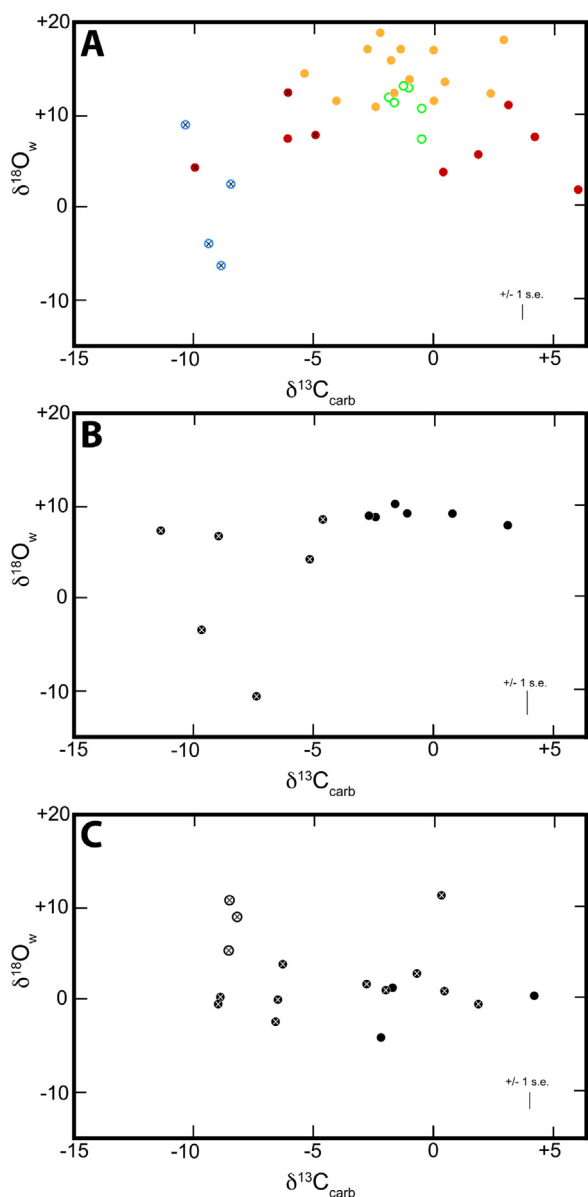 A
+20
+10
0
-10
δ18Ow
+/- 1 s.e.
-15
-10
-5
0
+5
δ13Ccarb
B
+20
+10
0
-10
δ18Ow
+/- 1 s.e.
-15
-10
-5
0
+5
δ13Ccarb
C
+20
+10
0
-10
δ18Ow
+/- 1 s.e.
-15
-10
-5
0
+5
δ13Ccarb